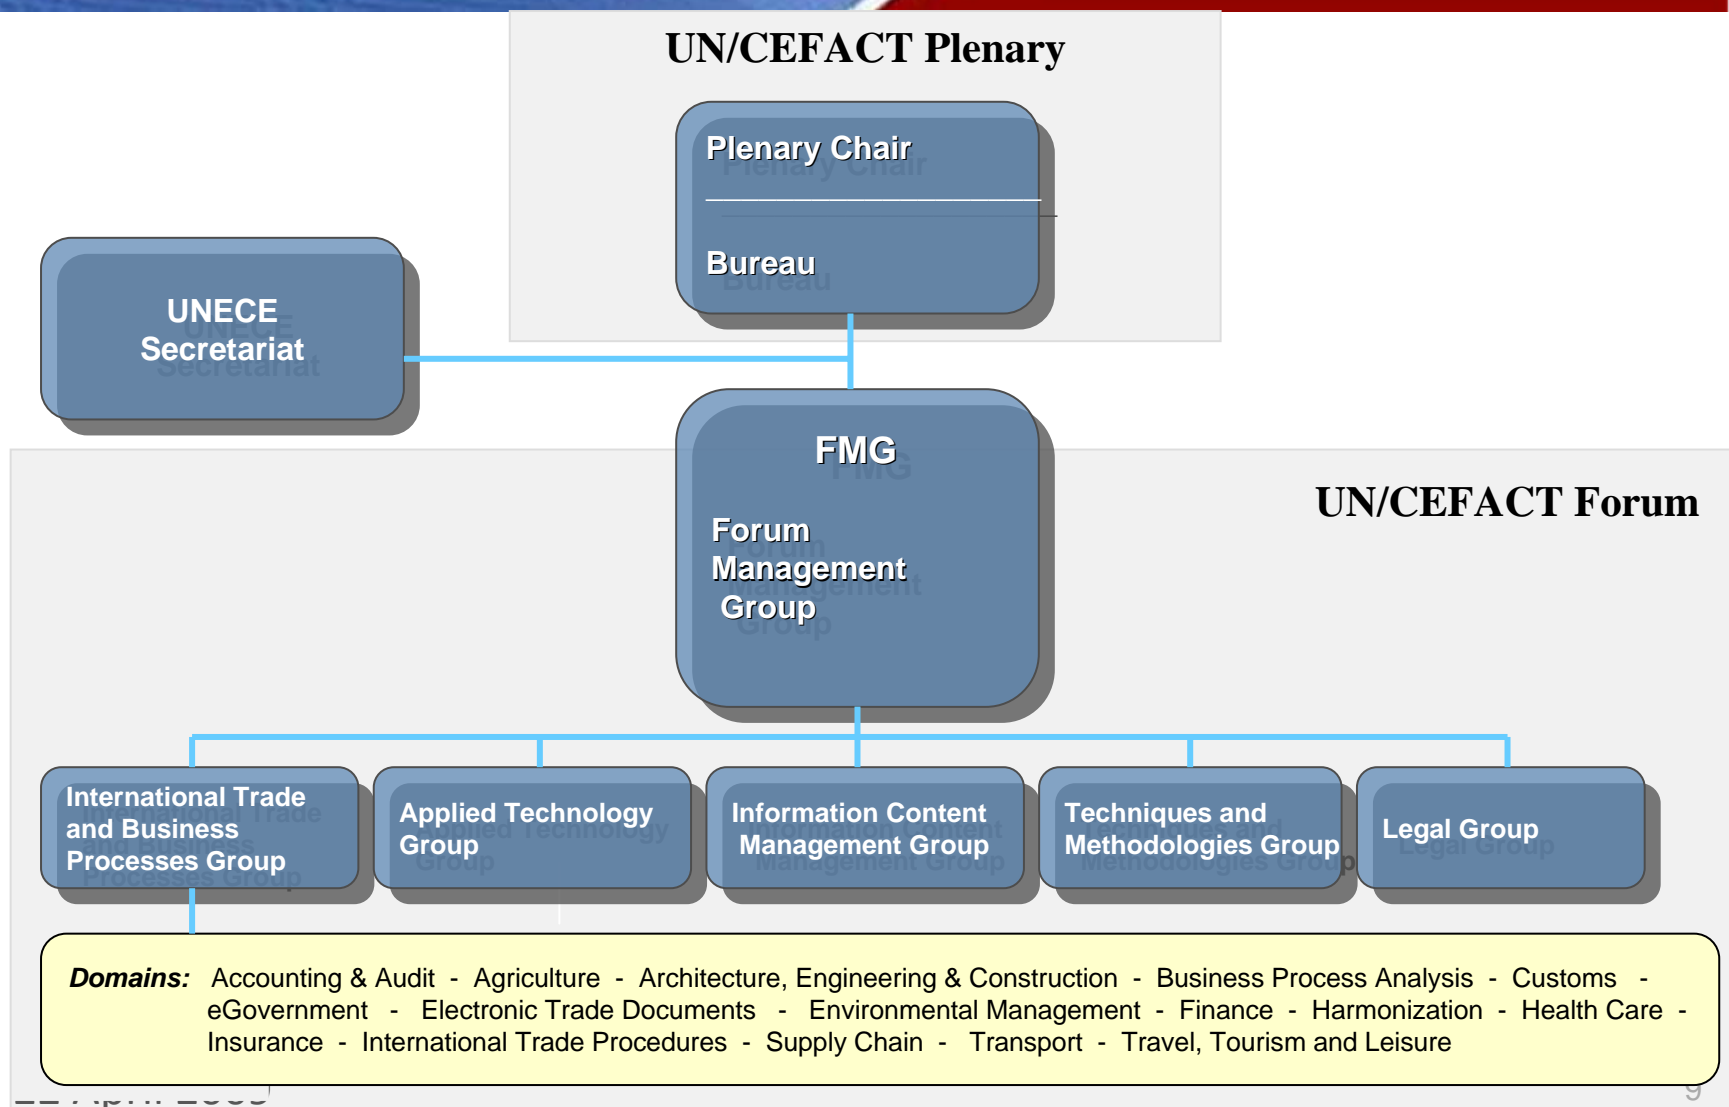 UN/CEFACT Plenary
Plenary Chair
Bureau
UNECE
Secretariat
FMG
Forum
Management
Group
UN/CEFACT Forum
International Trade
and Business
Processes Group
Applied Technology
Group
Information Content
Management Group
Techniques and
Methodologies Group
Legal Group
Domains: Accounting & Audit - Agriculture - Architecture, Engineering & Construction - Business Process Analysis - Customs -
eGovernment - Electronic Trade Documents - Environmental Management - Finance - Harmonization - Health Care -
Insurance - International Trade Procedures - Supply Chain - Transport - Travel, Tourism and Leisure
9